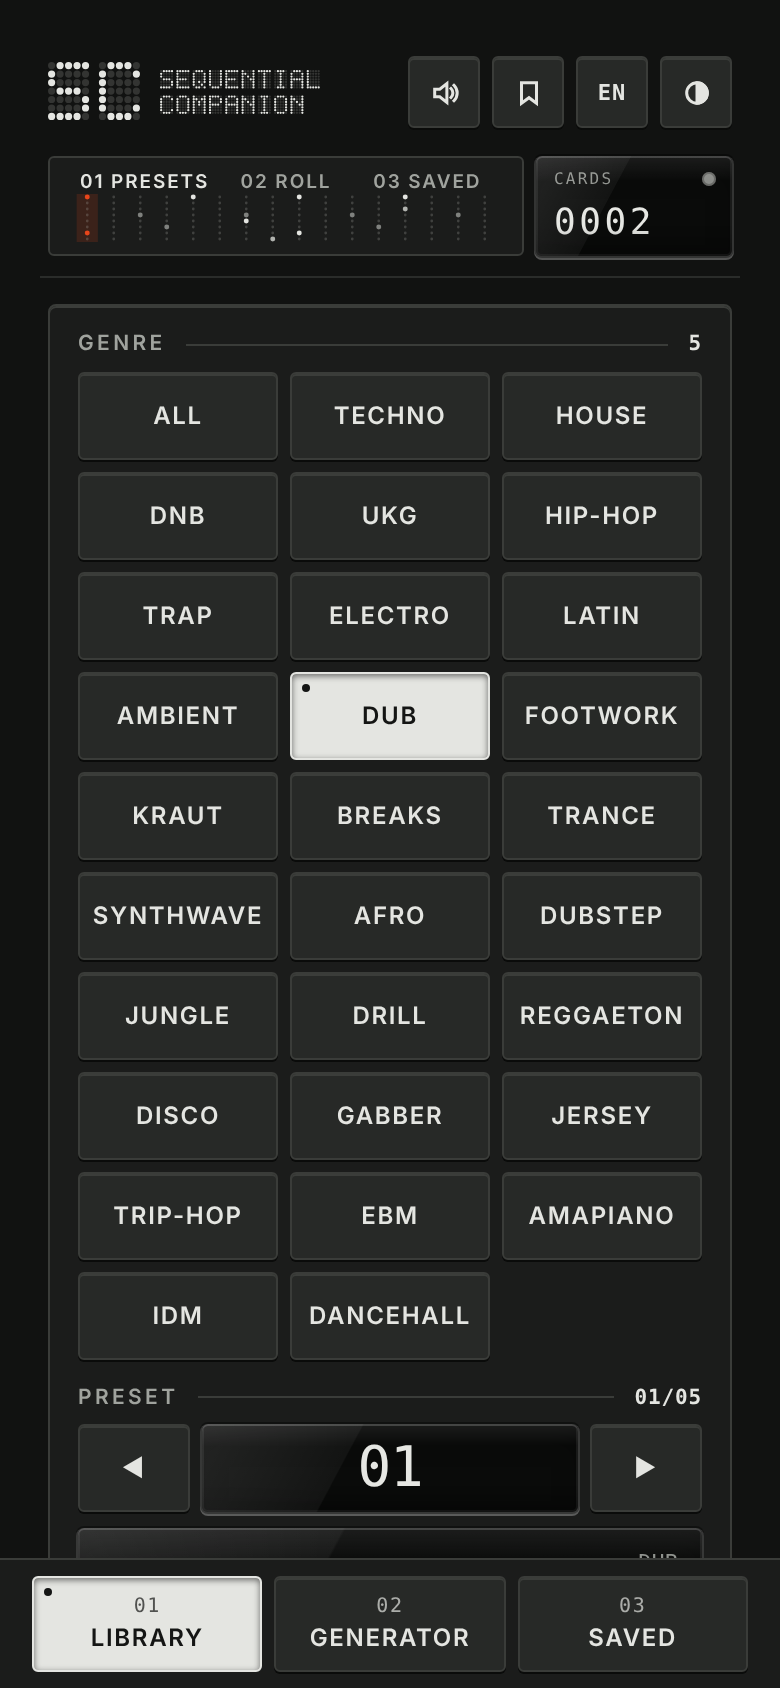 SC SEQUENTIAL COMPANION
EN
01 PRESETS 02 ROLL 03 SAVED
CARDS
0002
GENRE 5
ALL TECHNO HOUSE
DNB UKG HIP-HOP
TRAP ELECTRO LATIN
AMBIENT DUB FOOTWORK
KRAUT BREAKS TRANCE
SYNTHWAVE AFRO DUBSTEP
JUNGLE DRILL REGGAETON
DISCO GABBER JERSEY
TRIP-HOP EBM AMAPIANO
IDM DANCEHALL
PRESET 01/05
01
01 02 03
LIBRARY GENERATOR SAVED